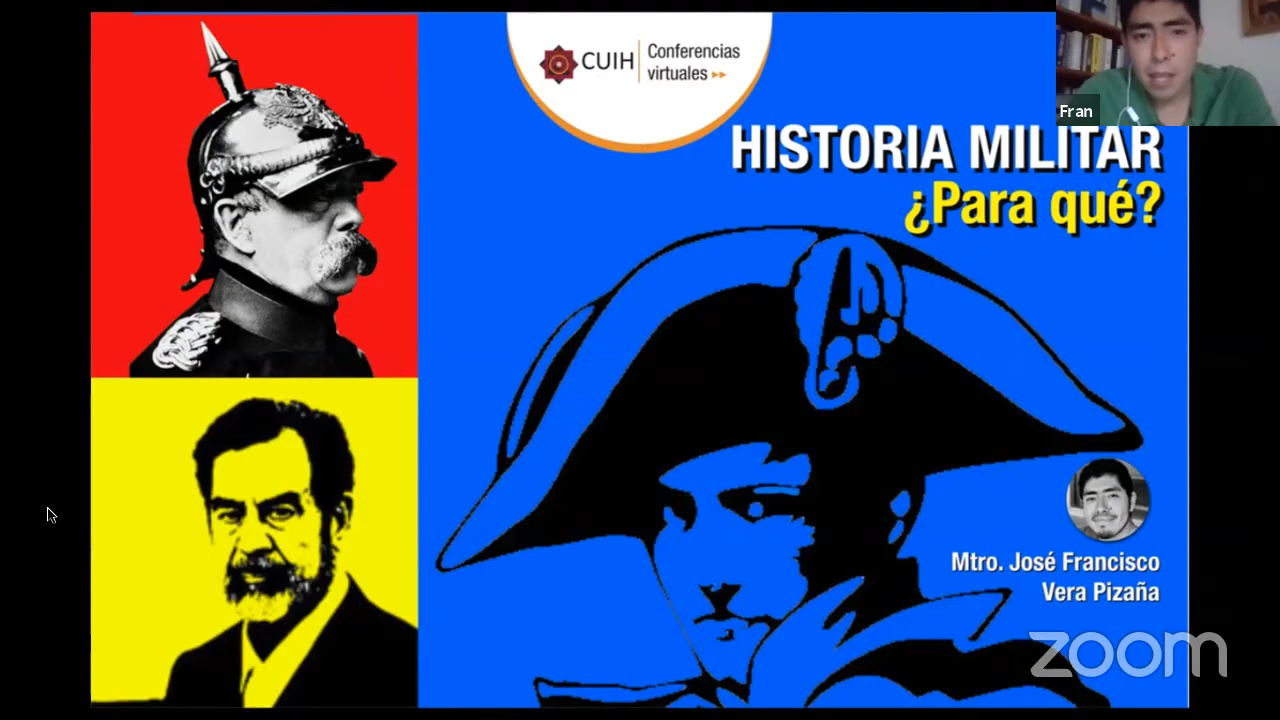 CUIH
Conferencias
virtuales
Fran
HISTORIA MILITAR
¿Para qué?
Mtro. José Francisco
Vera Pizaña
zoom